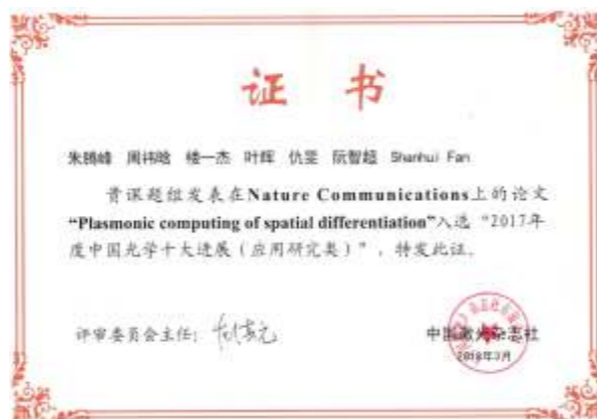 证 书
朱腾峰 周祎晗 楼一杰 叶辉 仇旻 阮智超 Shanhui Fan
贵课题组发表在Nature Communications上的论文
“Plasmonic computing of spatial differentiation”入选“2017年
度中国光学十大进展（应用研究类）”，特发此证。
评审委员会主任：
中国激光杂志社
2018年3月